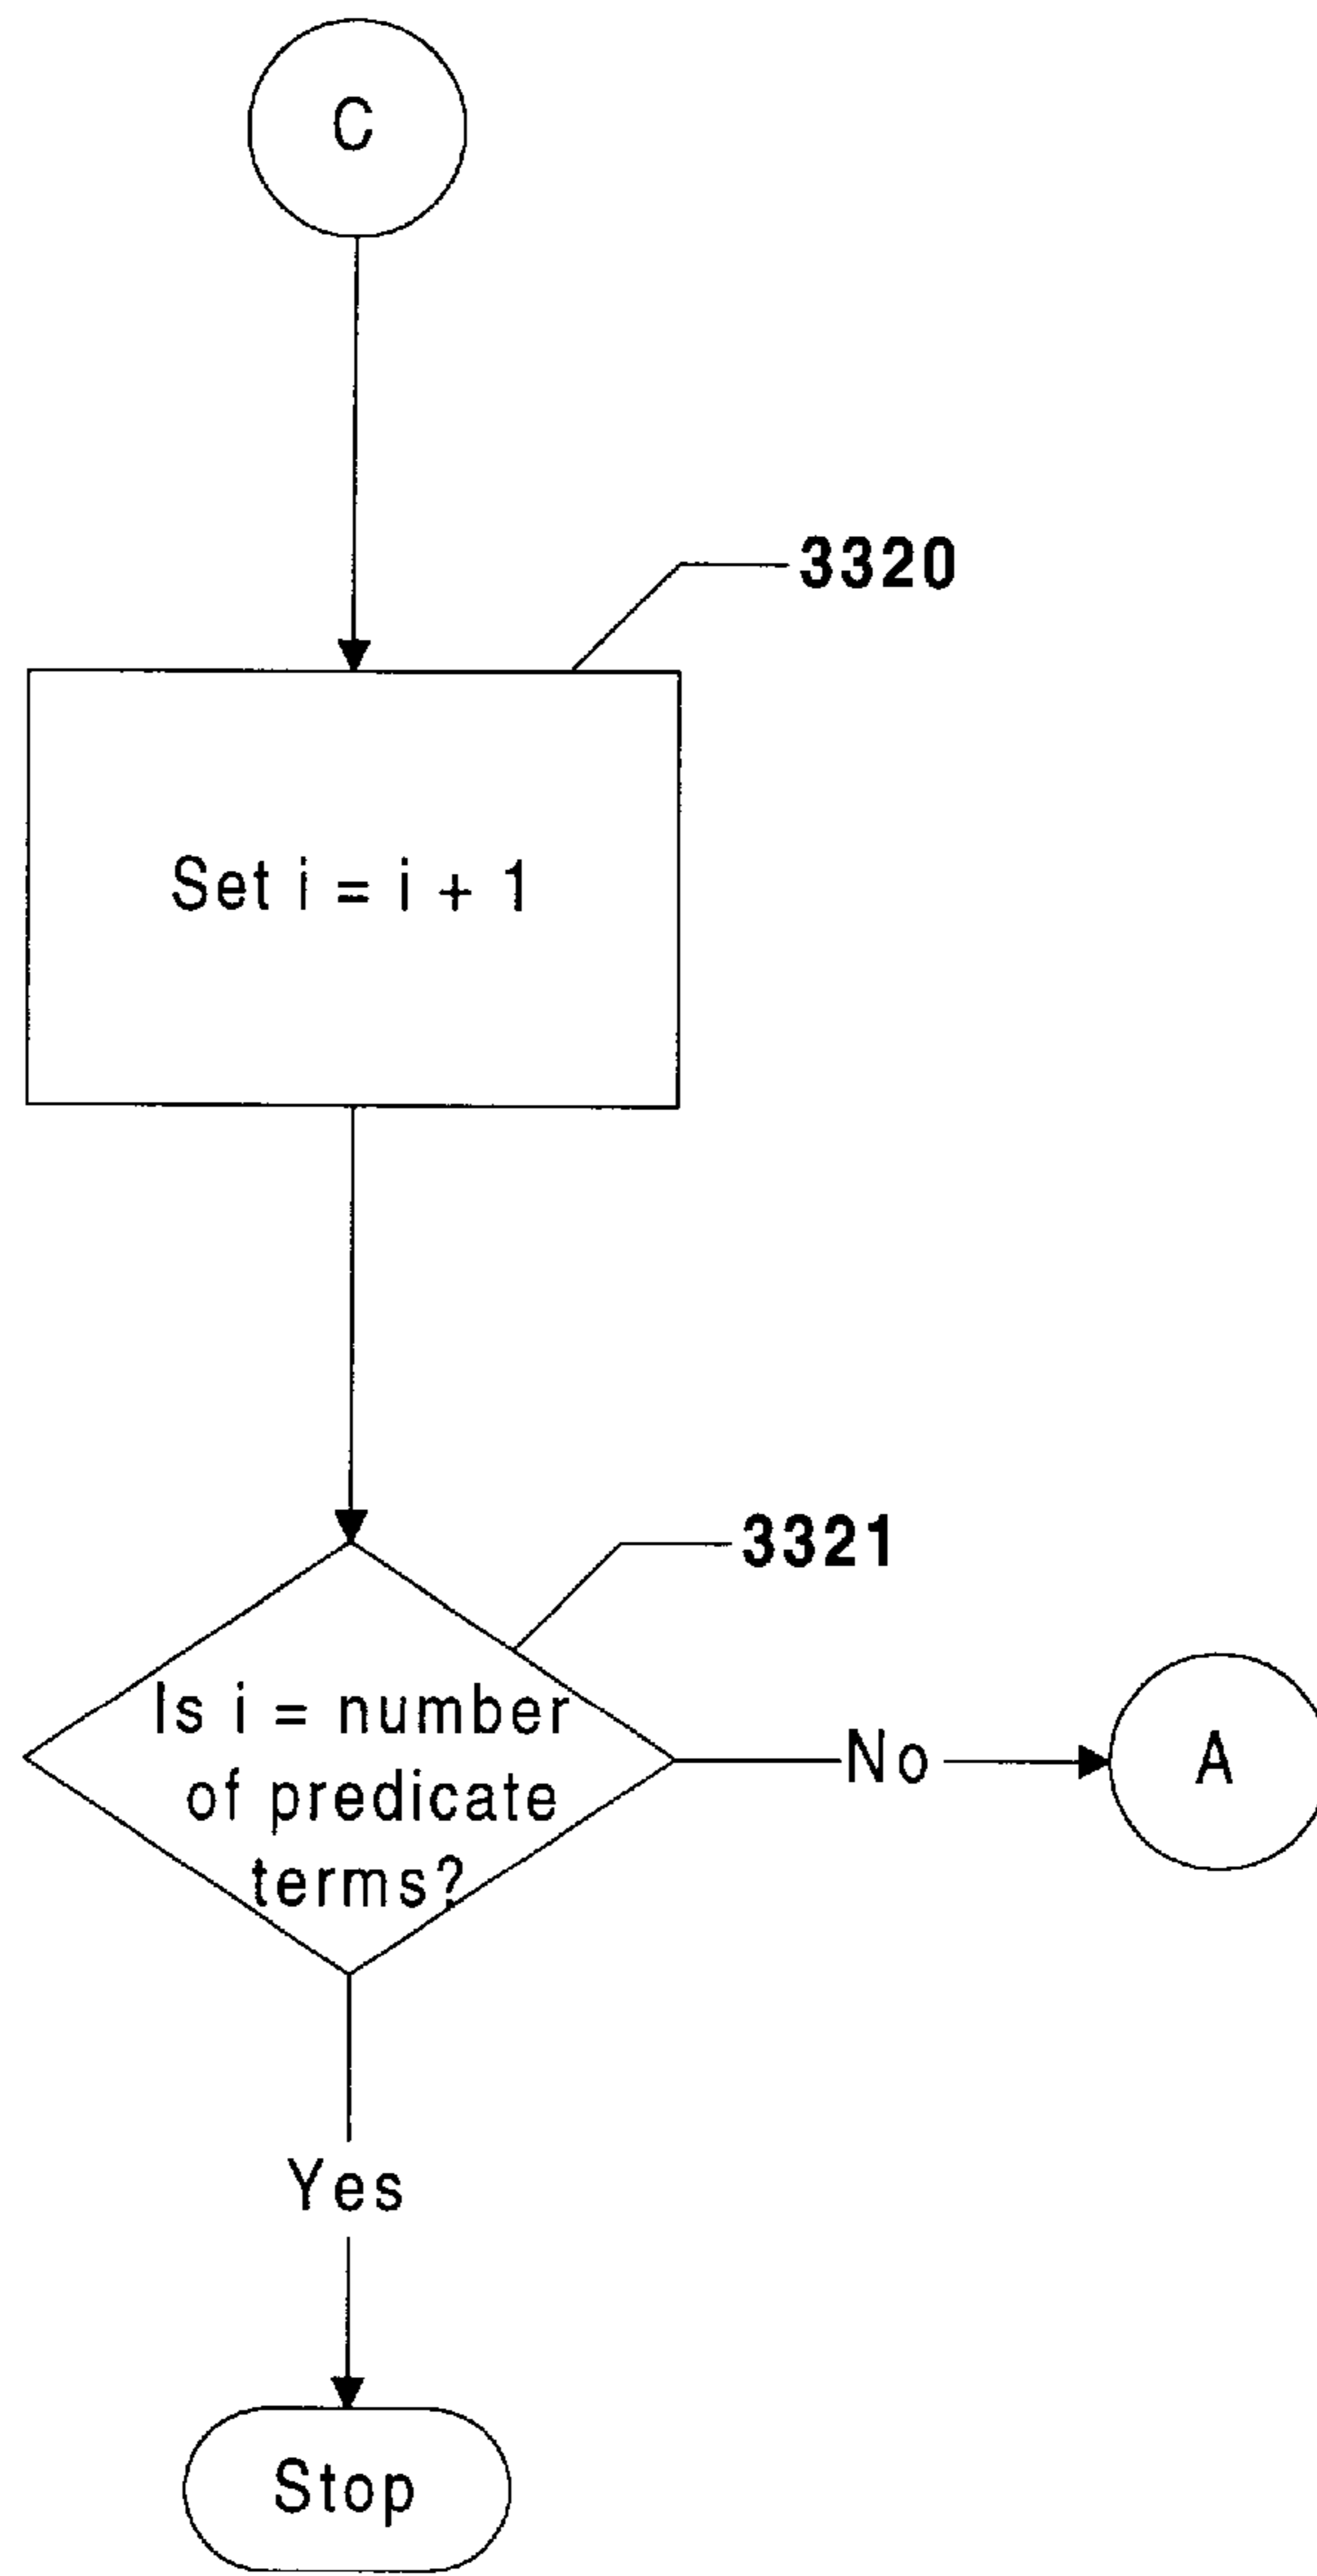 C
3320
Set i = i + 1
3321
Is i = number
of predicate
terms?
No
A
Yes
Stop